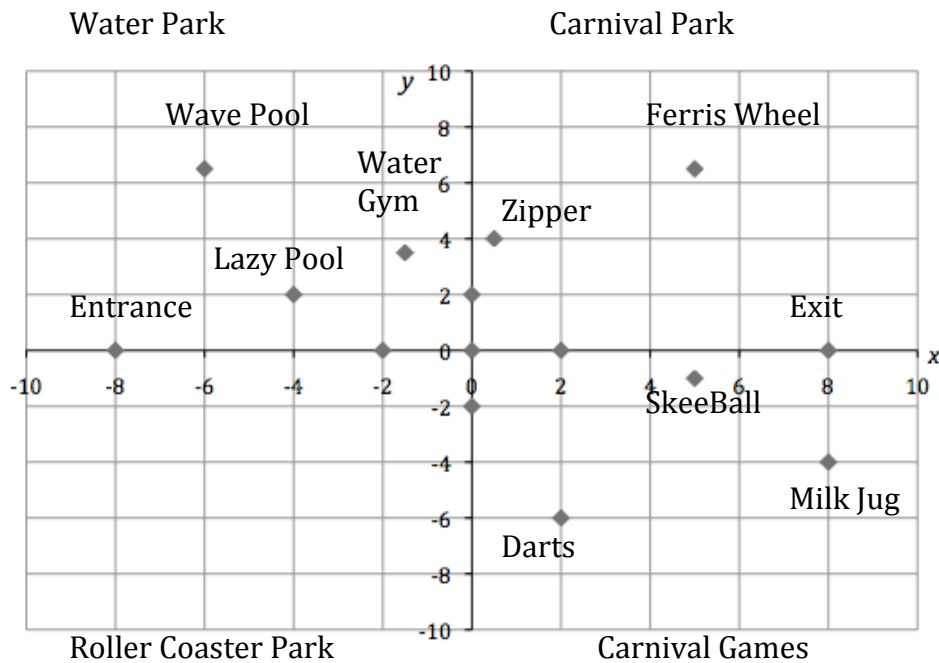 Water Park Carnival Park
y 10
Wave Pool 8 Ferris Wheel
Water
Gym
6
Zipper
4
Lazy Pool
2
Entrance Exit
0 x
-10 -8 -6 -4 -2 0 2 4 6 8 10
SkeeBall
-2
-4
Milk Jug
-6
Darts
-8
-10
Roller Coaster Park Carnival Games